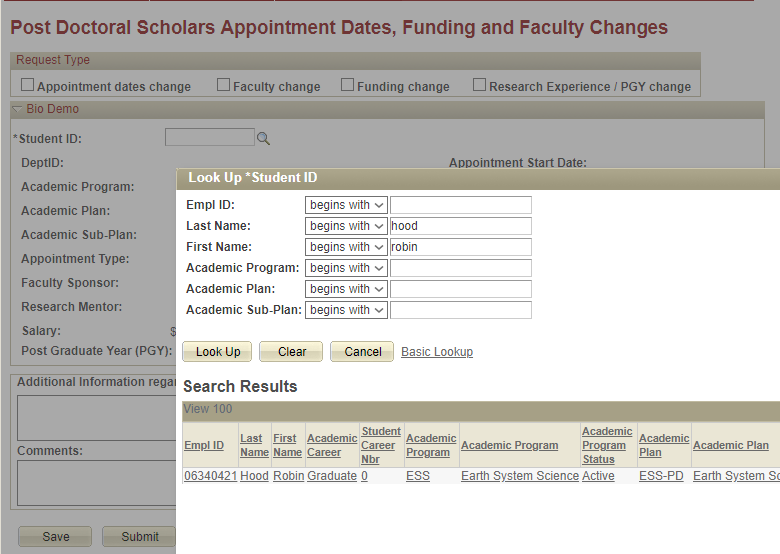 Post Doctoral Scholars Appointment Dates, Funding and Faculty Changes
Request Type
Appointment dates change Faculty change Funding change Research Experience / PGY change
Bio Demo
*Student ID:
DeptID: Appointment Start Date:
Academic Program:
Academic Plan:
Academic Sub-Plan:
Appointment Type:
Faculty Sponsor:
Research Mentor:
Salary: $
Post Graduate Year (PGY):
Additional Information regar
Comments:
Save Submit
Look Up *Student ID
Empl ID: begins with
Last Name: begins with hood
First Name: begins with robin
Academic Program: begins with
Academic Plan: begins with
Academic Sub-Plan: begins with
Look Up Clear Cancel Basic Lookup
Search Results
View 100
Empl ID Last Name First Name Academic Career Student Career Nbr Academic Program Academic Program Academic Program Status Academic Plan Academic Plan
06340421 Hood Robin Graduate 0 ESS Earth System Science Active ESS-PD Earth System Sc